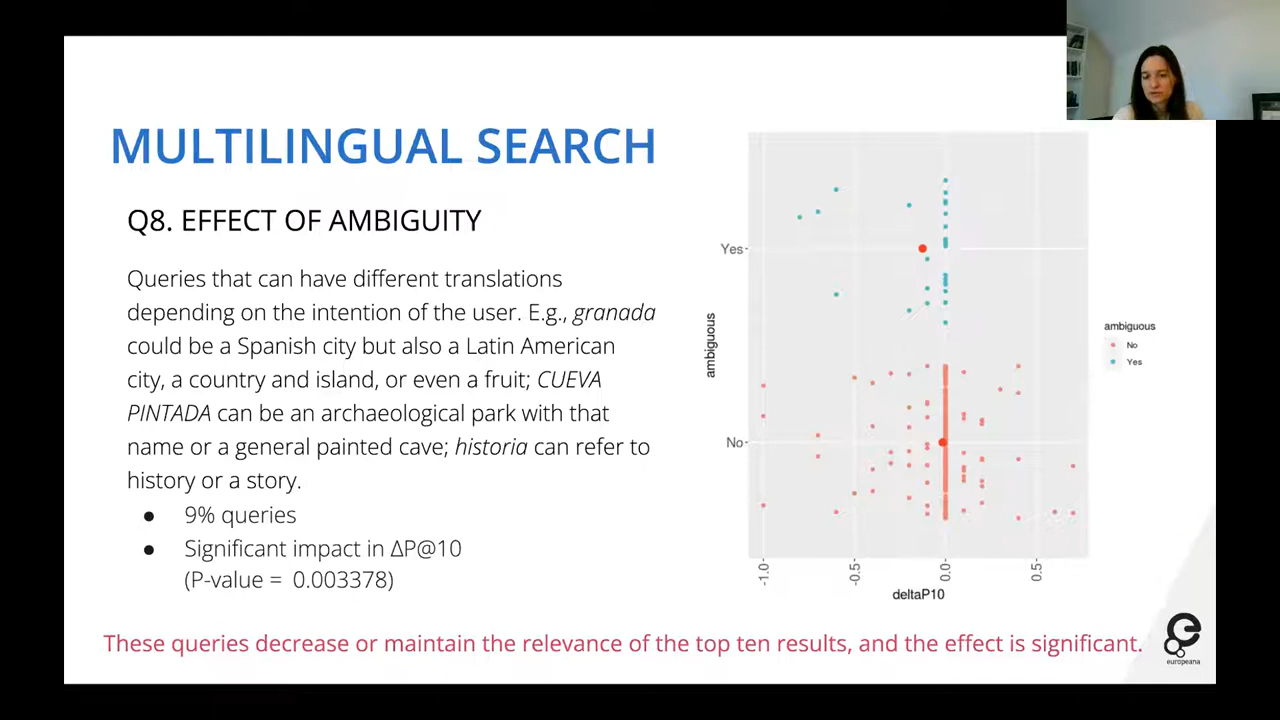 MULTILINGUAL SEARCH
Q8. EFFECT OF AMBIGUITY
Queries that can have different translations
depending on the intention of the user. E.g., granada
could be a Spanish city but also a Latin American
city, a country and island, or even a fruit; CUEVA
PINTADA can be an archaeological park with that
name or a general painted cave; historia can refer to
history or a story.
● 9% queries
● Significant impact in ΔP@10
(P-value = 0.003378)
Yes
No
ambiguous
-1.0
-0.5
0.0
0.5
deltaP10
ambiguous
No
Yes
These queries decrease or maintain the relevance of the top ten results, and the effect is significant.
europeana